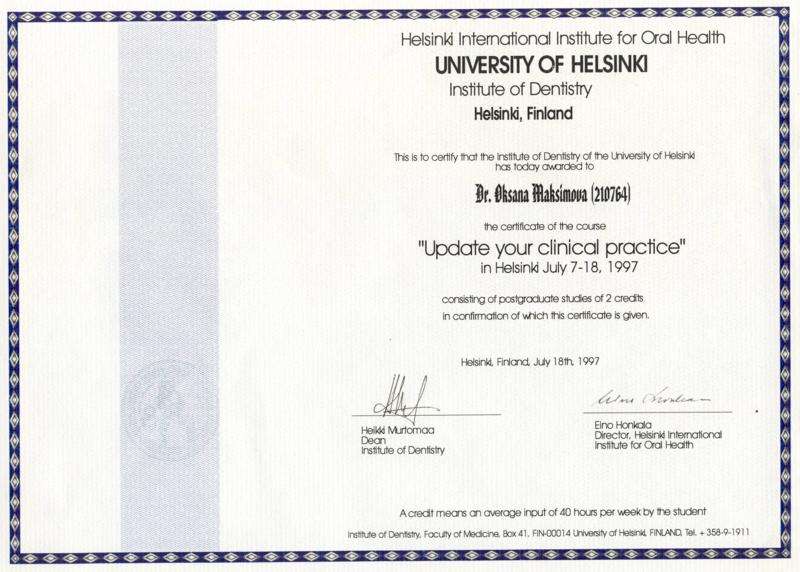 Helsinki International Institute for Oral Health
UNIVERSITY OF HELSINKI
Institute of Dentistry
Helsinki, Finland
This is to certify that the Institute of Dentistry of the University of Helsinki
has today awarded to
Dr. Oksana Maksimova (210764)
the certificate of the course
"Update your clinical practice"
in Helsinki July 7-18, 1997
consisting of postgraduate studies of 2 credits
in confirmation of which this certificate is given.
Helsinki, Finland, July 18th, 1997
Heikki Murtomaa
Dean
Institute of Dentistry
Eino Honkala
Director, Helsinki International
Institute for Oral Health
A credit means an average input of 40 hours per week by the student
Institute of Dentistry, Faculty of Medicine, Box 41, FIN-00014 University of Helsinki, FINLAND, Tel. + 358-9-1911